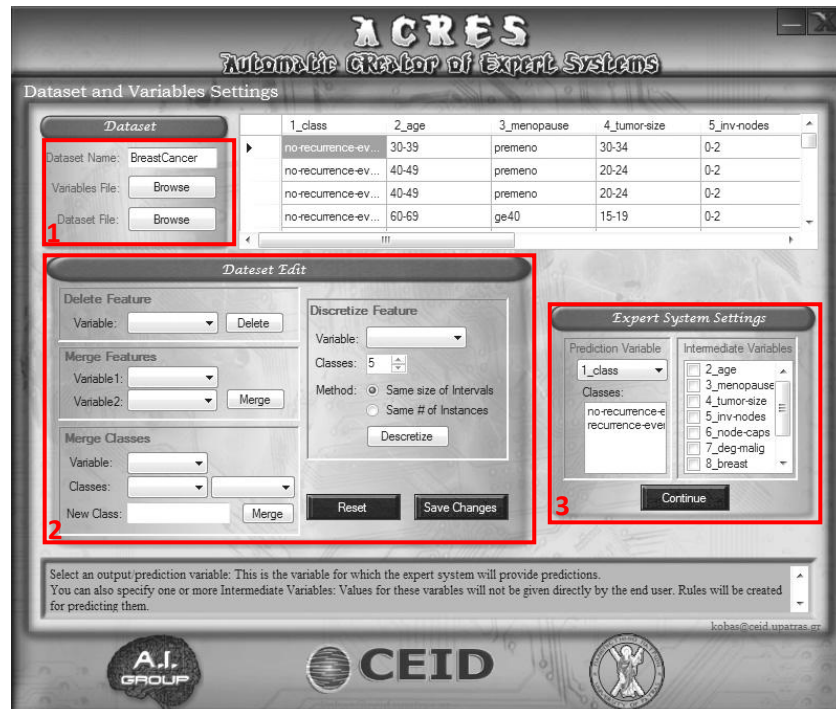 ACRES
Automatic CReator of Expert Systems
Dataset and Variables Settings
Dataset
Dataset Name: BreastCancer
Variables File: Browse
Dataset File: Browse
1
1_class 2_age 3_menopause 4_tumor-size 5_inv-nodes
no-recurrence-ev... 30-39 premeno 30-34 0-2
no-recurrence-ev... 40-49 premeno 20-24 0-2
no-recurrence-ev... 40-49 premeno 20-24 0-2
no-recurrence-ev... 60-69 ge40 15-19 0-2
Dateset Edit
Delete Feature
Variable: Delete
Merge Features
Variable1:
Variable2: Merge
Merge Classes
Variable:
Classes:
New Class: Merge
2
Discretize Feature
Variable:
Classes: 5
Method: Same size of Intervals
Same # of Instances
Descretize
Reset Save Changes
Expert System Settings
Prediction Variable
1_class
Classes:
no-recurrence-e
recurrence-ever
Intermediate Variables
2_age
3_menopause
4_tumor-size
5_inv-nodes
6_node-caps
7_deg-malig
8_breast
Continue
3
Select an output/prediction variable: This is the variable for which the expert system will provide predictions.
You can also specify one or more Intermediate Variables: Values for these varables will not be given directly by the end user. Rules will be created
for predicting them.
kobas@ceid.upatras.gr
A.I.
GROUP
CEID